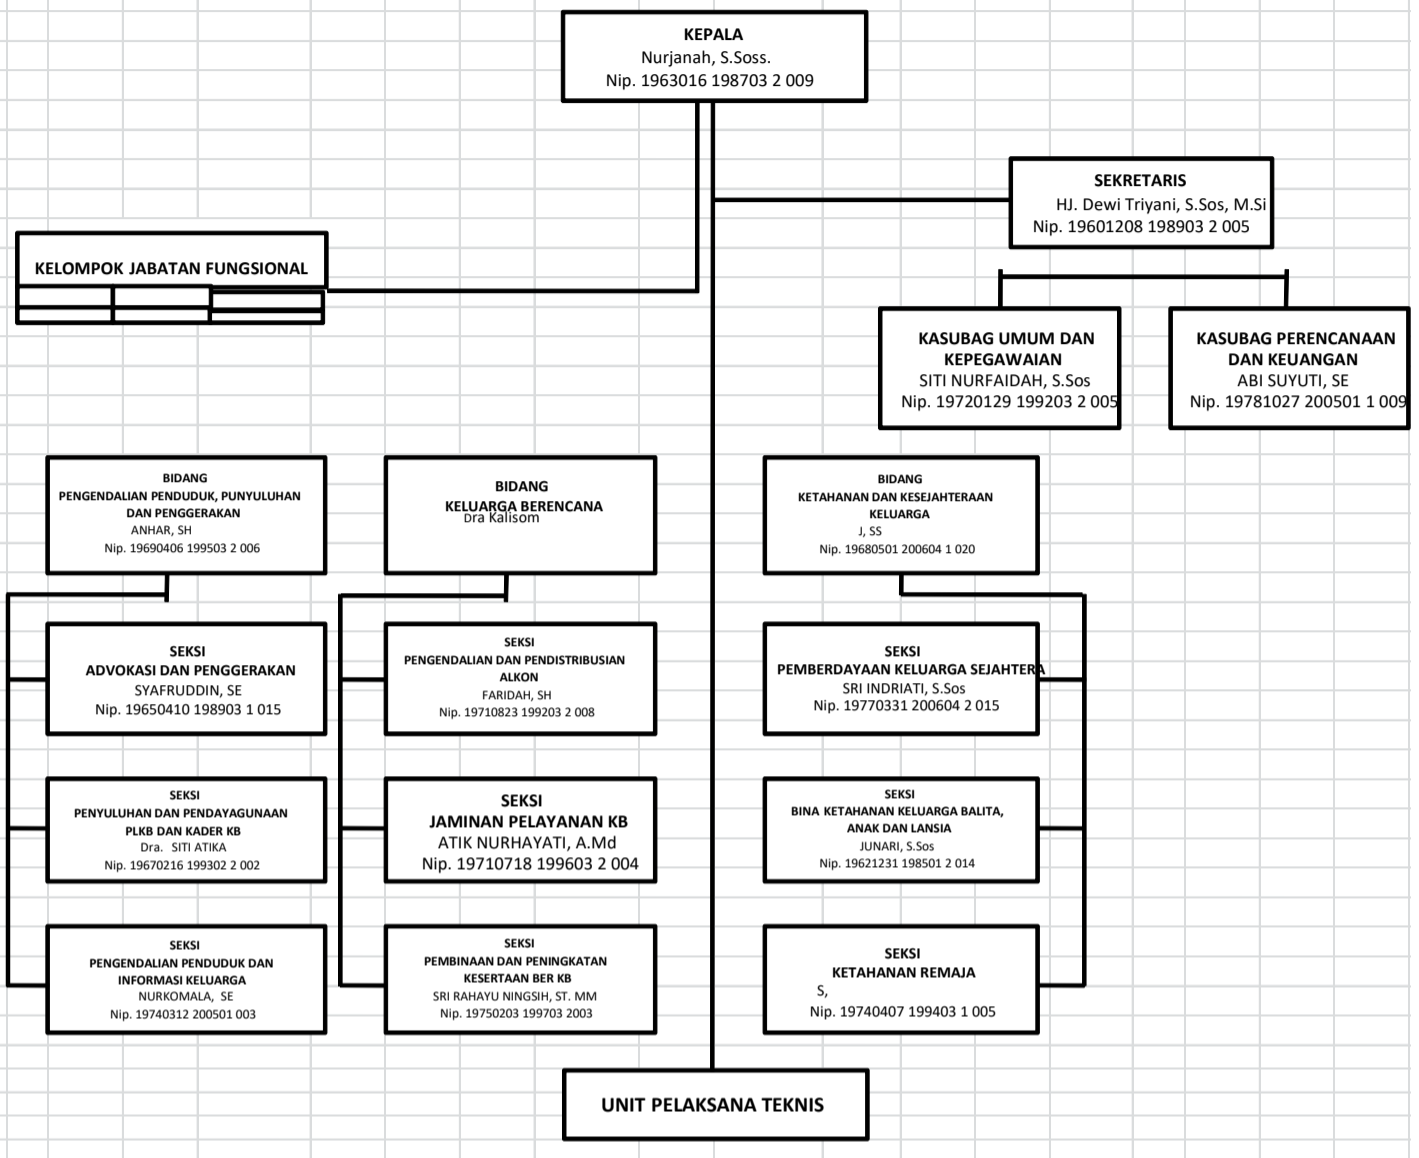 KEPALA
Nurjanah, S.Soss.
Nip. 1963016 198703 2 009
SEKRETARIS
HJ. Dewi Triyani, S.Sos, M.Si
Nip. 19601208 198903 2 005
KELOMPOK JABATAN FUNGSIONAL
KASUBAG UMUM DAN
KEPEGAWAIAN
SITI NURFAIDAH, S.Sos
Nip. 19720129 199203 2 005
KASUBAG PERENCANAAN
DAN KEUANGAN
ABI SUYUTI, SE
Nip. 19781027 200501 1 009
BIDANG
PENGENDALIAN PENDUDUK, PUNYULUHAN
DAN PENGGERAKAN
ANHAR, SH
Nip. 19690406 199503 2 006
BIDANG
KELUARGA BERENCANA
Dra Kalisom
BIDANG
KETAHANAN DAN KESEJAHTERAAN
KELUARGA
J, SS
Nip. 19680501 200604 1 020
SEKSI
ADVOKASI DAN PENGGERAKAN
SYAFRUDDIN, SE
Nip. 19650410 198903 1 015
SEKSI
PENGENDALIAN DAN PENDISTRIBUSIAN
ALKON
FARIDAH, SH
Nip. 19710823 199203 2 008
SEKSI
PEMBERDAYAAN KELUARGA SEJAHTERA
SRI INDRIATI, S.Sos
Nip. 19770331 200604 2 015
SEKSI
PENYULUHAN DAN PENDAYAGUNAAN
PLKB DAN KADER KB
Dra. SITI ATIKA
Nip. 19670216 199302 2 002
SEKSI
JAMINAN PELAYANAN KB
ATIK NURHAYATI, A.Md
Nip. 19710718 199603 2 004
SEKSI
BINA KETAHANAN KELUARGA BALITA,
ANAK DAN LANSIA
JUNARI, S.Sos
Nip. 19621231 198501 2 014
SEKSI
PENGENDALIAN PENDUDUK DAN
INFORMASI KELUARGA
NURKOMALA, SE
Nip. 19740312 200501 003
SEKSI
PEMBINAAN DAN PENINGKATAN
KESERTAAN BER KB
SRI RAHAYU NINGSIH, ST. MM
Nip. 19750203 199703 2003
SEKSI
KETAHANAN REMAJA
S,
Nip. 19740407 199403 1 005
UNIT PELAKSANA TEKNIS